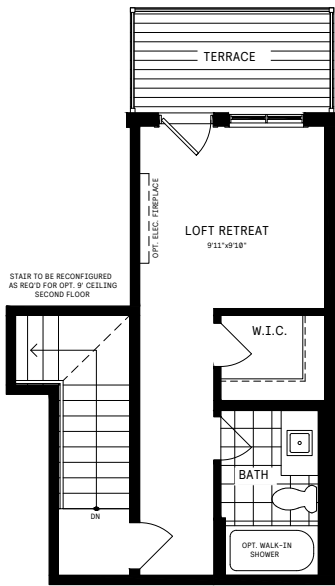 TERRACE
OPT. ELEC. FIREPLACE
LOFT RETREAT
9'11"x9'10"
STAIR TO BE RECONFIGURED
AS REQ'D FOR OPT. 9' CEILING
SECOND FLOOR
W.I.C.
BATH
DN
OPT. WALK-IN
SHOWER